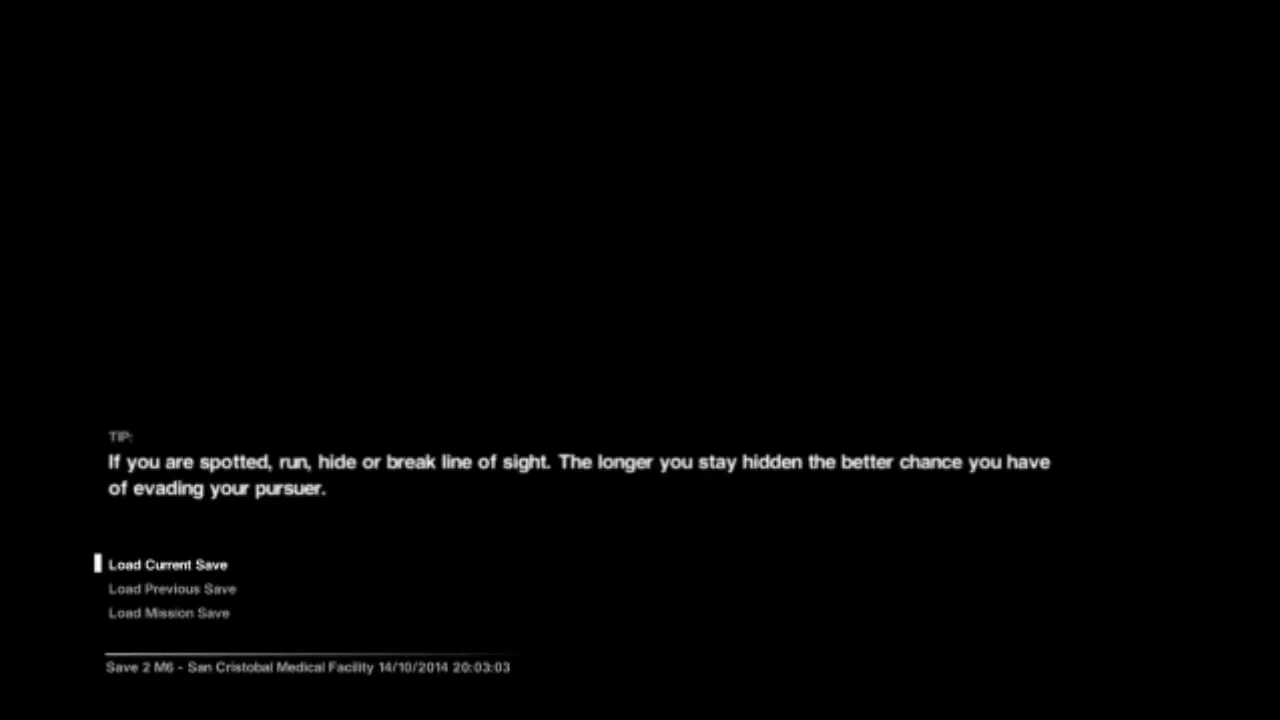 TIP:
If you are spotted, run, hide or break line of sight. The longer you stay hidden the better chance you have
of evading your pursuer.
Load Current Save
Load Previous Save
Load Mission Save
Save 2 M6 - San Cristobal Medical Facility 14/10/2014 20:03:03